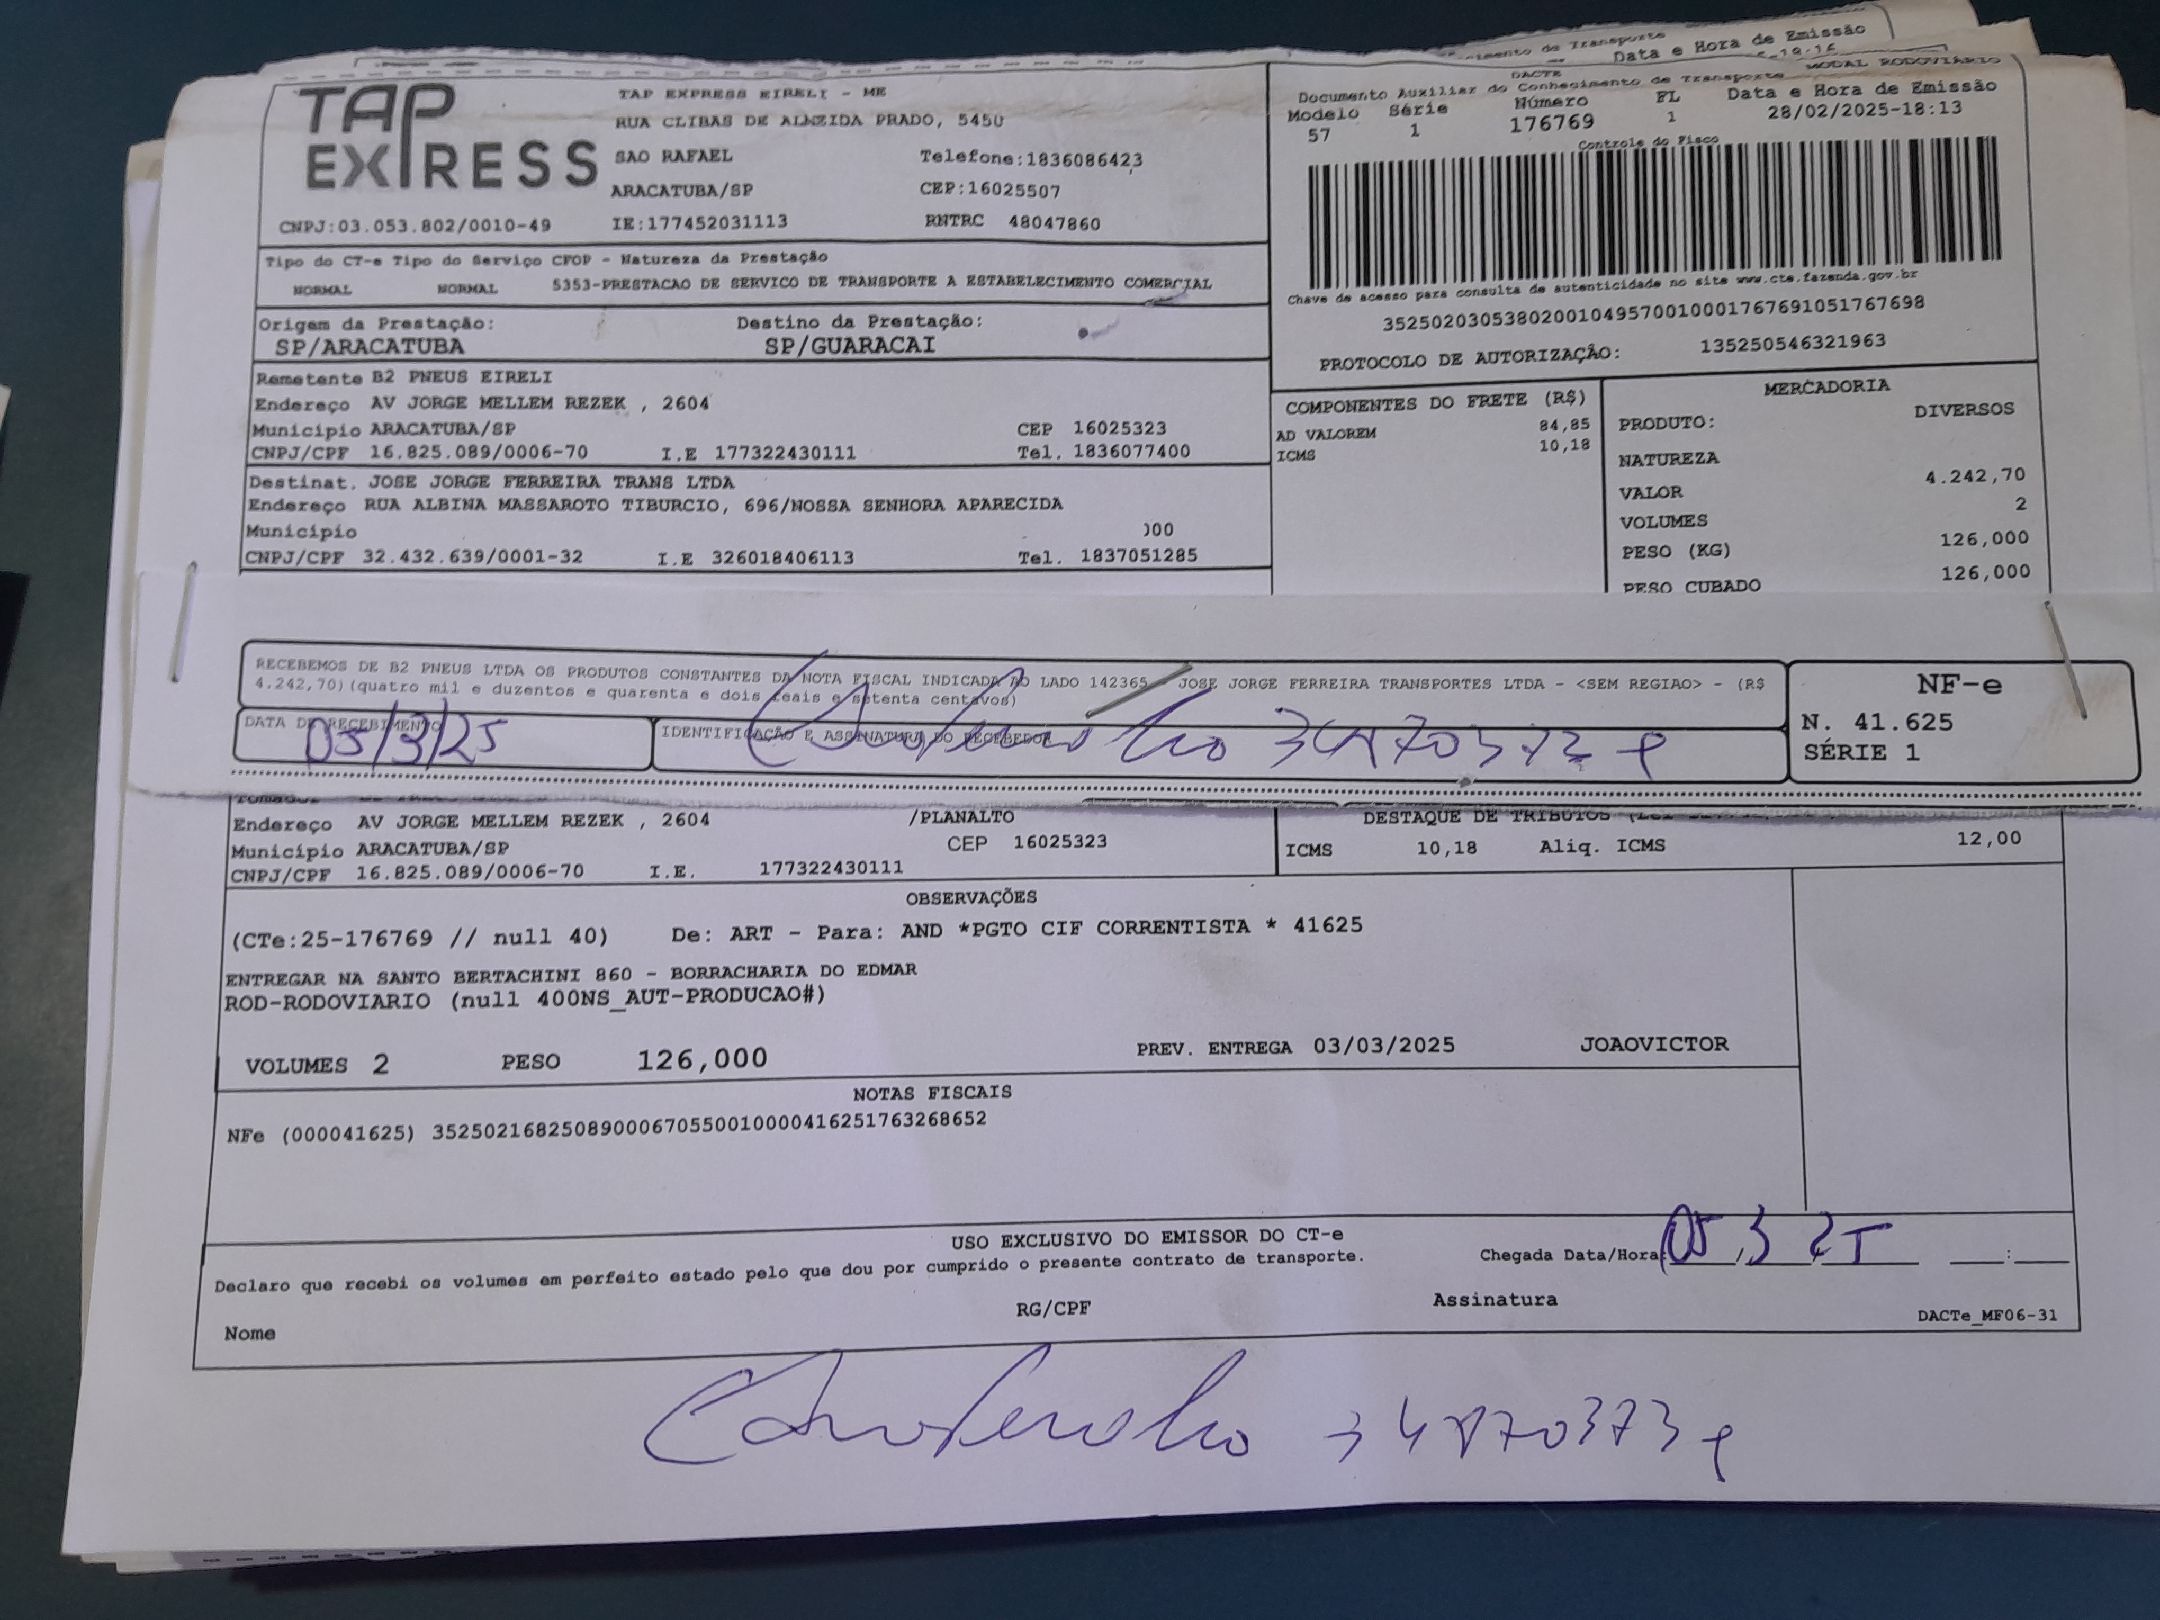 imento de Transporte
Data e Hora de Emissão
TAP EXPRESS
TAP EXPRESS EIRELI - ME
RUA CLIBAS DE ALMEIDA PRADO, 5450
SAO RAFAEL Telefone:1836086423
ARACATUBA/SP CEP:16025507
CNPJ:03.053.802/0010-49 IE:177452031113 RNTRC 48047860
DACTE MODAL RODOVIARIO
Documento Auxiliar do Conhecimento de Transporte
Modelo Série Número FL Data e Hora de Emissão
57 1 176769 1 28/02/2025-18:13
Controle do Fisco
Chave de acesso para consulta de autenticidade no site www.cte.fazenda.gov.br
35250203053802001049570010001767691051767698
PROTOCOLO DE AUTORIZAÇÃO: 135250546321963
Tipo do CT-e Tipo do Serviço CFOP - Natureza da Prestação
NORMAL NORMAL 5353-PRESTACAO DE SERVICO DE TRANSPORTE A ESTABELECIMENTO COMERCIAL
Origem da Prestação: Destino da Prestação:
SP/ARACATUBA SP/GUARACAI
Remetente B2 PNEUS EIRELI
Endereço AV JORGE MELLEM REZEK , 2604
Município ARACATUBA/SP CEP 16025323
CNPJ/CPF 16.825.089/0006-70 I.E 177322430111 Tel. 1836077400
Destinat. JOSE JORGE FERREIRA TRANS LTDA
Endereço RUA ALBINA MASSAROTO TIBURCIO, 696/NOSSA SENHORA APARECIDA
Município 00
CNPJ/CPF 32.432.639/0001-32 I.E 326018406113 Tel. 1837051285
COMPONENTES DO FRETE (R$)
AD VALOREM 84,85
ICMS 10,18
MERCADORIA
PRODUTO: DIVERSOS
NATUREZA
VALOR 4.242,70
VOLUMES 2
PESO (KG) 126,000
PESO CUBADO 126,000
RECEBEMOS DE B2 PNEUS LTDA OS PRODUTOS CONSTANTES DA NOTA FISCAL INDICADA AO LADO 142365 - JOSE JORGE FERREIRA TRANSPORTES LTDA - <SEM REGIAO> - (R$
4.242,70)(quatro mil e duzentos e quarenta e dois reais e setenta centavos)
DATA DE RECEBIMENTO IDENTIFICAÇÃO E ASSINATURA DO RECEBEDOR
05/3/25
NF-e
N. 41.625
SÉRIE 1
Endereço AV JORGE MELLEM REZEK , 2604 /PLANALTO
Município ARACATUBA/SP CEP 16025323
CNPJ/CPF 16.825.089/0006-70 I.E. 177322430111
DESTAQUE DE TRIBUTOS
ICMS 10,18 Aliq. ICMS 12,00
OBSERVAÇÕES
(CTe:25-176769 // null 40) De: ART - Para: AND *PGTO CIF CORRENTISTA * 41625
ENTREGAR NA SANTO BERTACHINI 860 - BORRACHARIA DO EDMAR
ROD-RODOVIARIO (null 400NS_AUT-PRODUCAO#)
VOLUMES 2 PESO 126,000 PREV. ENTREGA 03/03/2025 JOAOVICTOR
NOTAS FISCAIS
NFe (000041625) 35250216825089000670550010000416251763268652
USO EXCLUSIVO DO EMISSOR DO CT-e
Declaro que recebi os volumes em perfeito estado pelo que dou por cumprido o presente contrato de transporte.
Chegada Data/Hora: 05/3/25 :
Nome RG/CPF Assinatura
DACTe_MF06-31